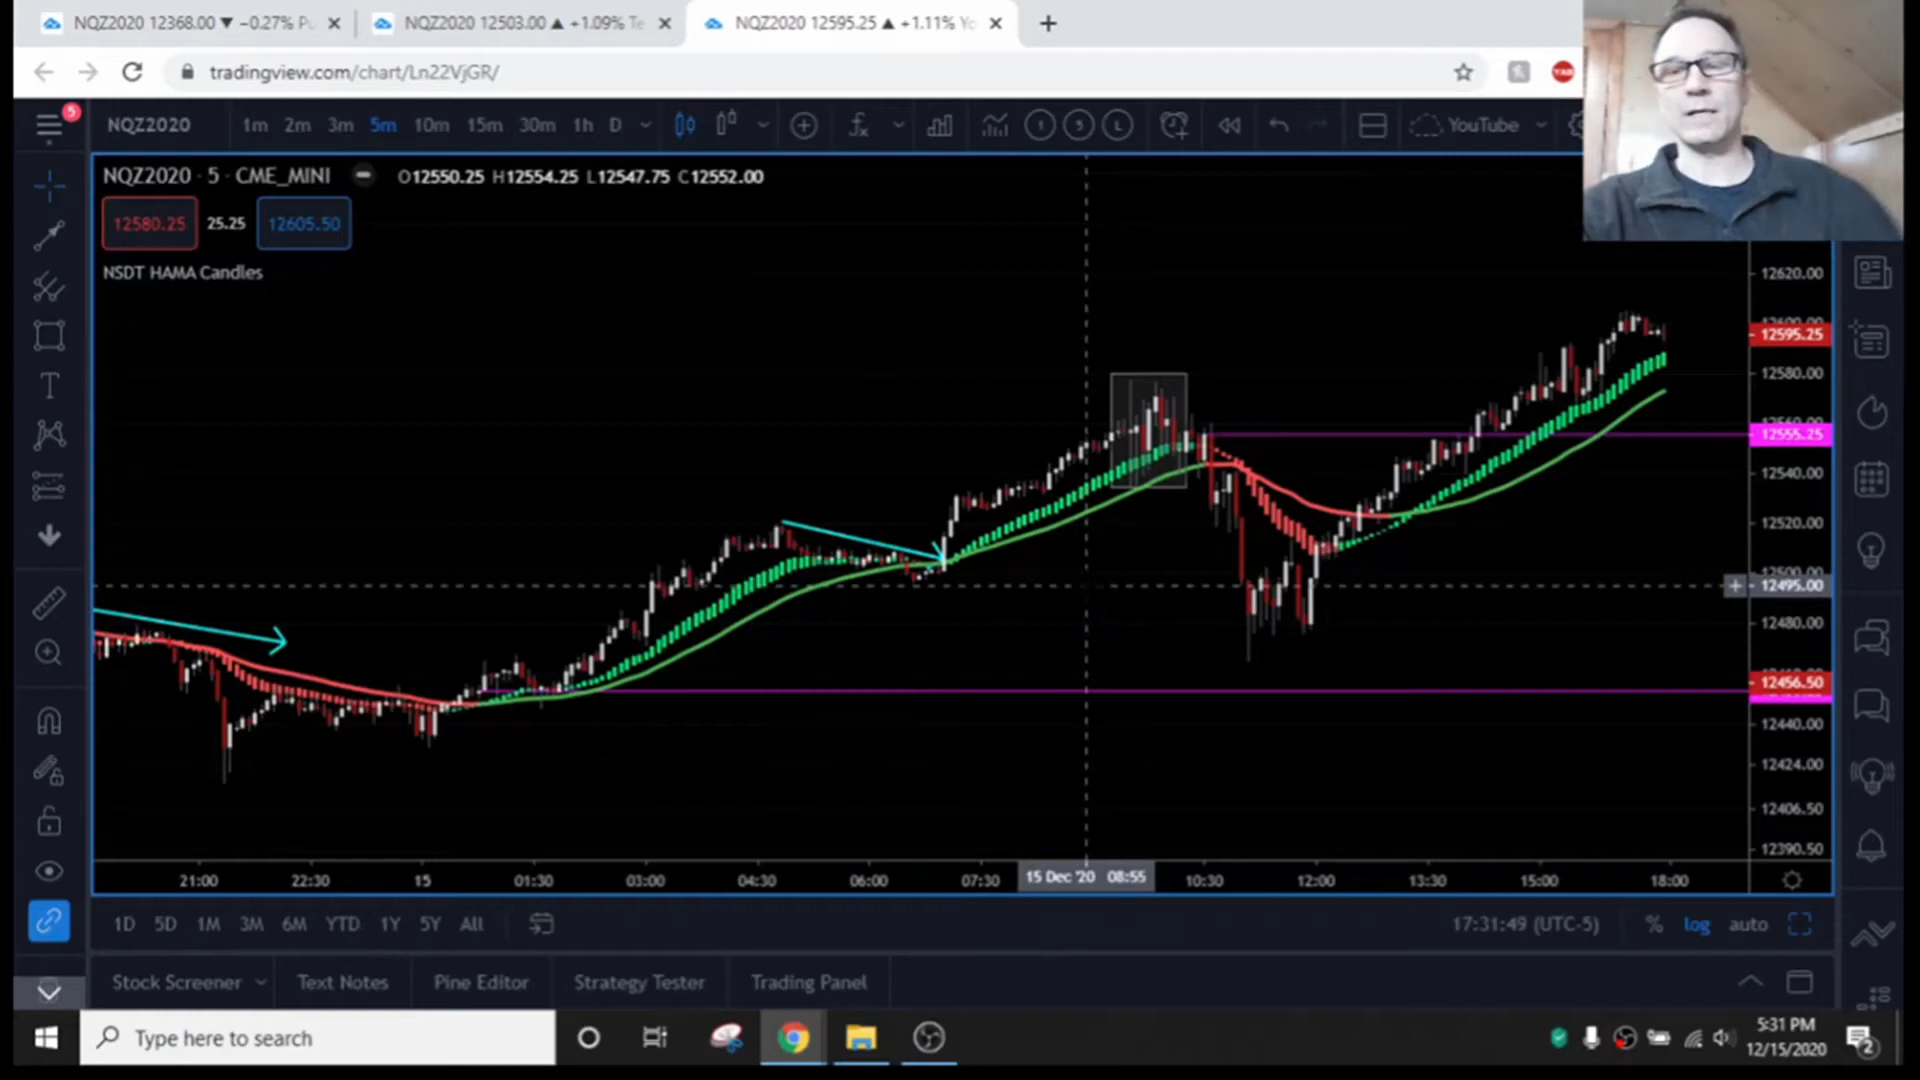 NQZ2020 12368.00 ▼ −0.27%
NQZ2020 12503.00 ▲ +1.09% Te
NQZ2020 12595.25 ▲ +1.11% Yo
tradingview.com/chart/Ln22VjGR/
5
NQZ2020 1m 2m 3m 5m 10m 15m 30m 1h D YouTube
NQZ2020 · 5 · CME_MINI O12550.25 H12554.25 L12547.75 C12552.00
12580.25 25.25 12605.50
NSDT HAMA Candles
12620.00
12595.25
12580.00
12555.25
12540.00
12520.00
12500.00
12495.00
12480.00
12456.50
12440.00
12424.00
12406.50
12390.50
21:00 22:30 15 01:30 03:00 04:30 06:00 07:30 15 Dec '20 08:55 10:30 12:00 13:30 15:00 18:00
1D 5D 1M 3M 6M YTD 1Y 5Y All 17:31:49 (UTC-5) % log auto
Stock Screener Text Notes Pine Editor Strategy Tester Trading Panel
Type here to search
5:31 PM
12/15/2020
2